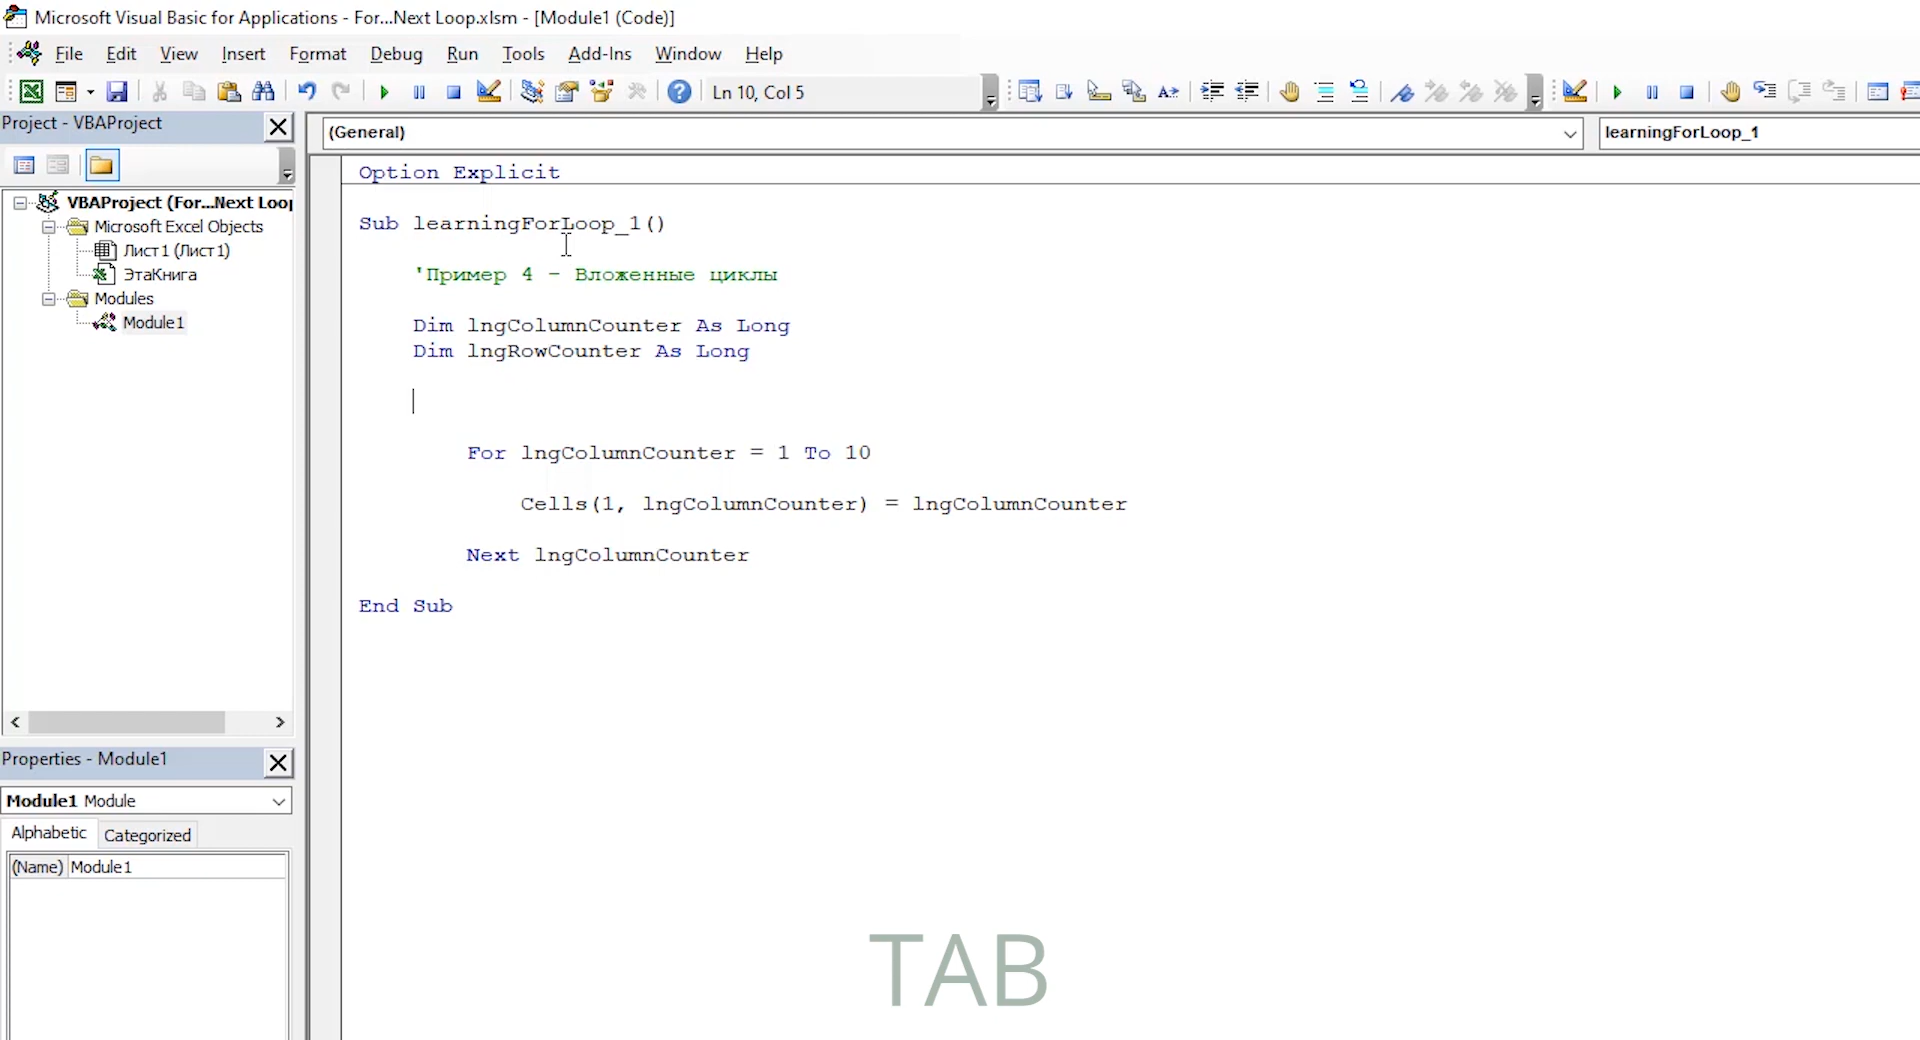 Microsoft Visual Basic for Applications - For...Next Loop.xlsm - [Module1 (Code)]
File Edit View Insert Format Debug Run Tools Add-Ins Window Help
Ln 10, Col 5
Project - VBAProject
(General)
learningForLoop_1
VBAProject (For...Next Loop
Microsoft Excel Objects
Лист1 (Лист1)
ЭтаКнига
Modules
Module1
Option Explicit
Sub learningForLoop_1()
'Пример 4 - Вложенные циклы
Dim lngColumnCounter As Long
Dim lngRowCounter As Long
For lngColumnCounter = 1 To 10
Cells(1, lngColumnCounter) = lngColumnCounter
Next lngColumnCounter
End Sub
Properties - Module1
Module1 Module
Alphabetic Categorized
(Name) Module1
TAB